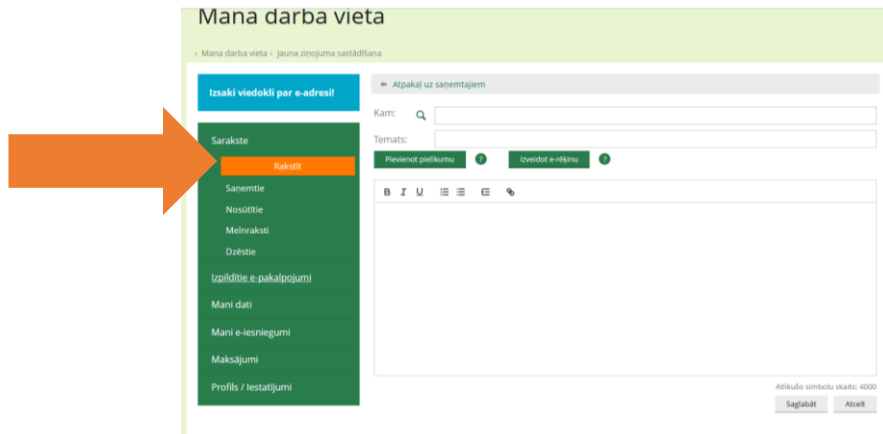 Mana darba vieta
› Mana darba vieta › Jauna ziņojuma sastādīšana
Izsaki viedokli par e-adresi!
Sarakste
Rakstīt
Saņemtie
Nosūtītie
Melnraksti
Dzēstie
Izpildītie e-pakalpojumi
Mani dati
Mani e-iesniegumi
Maksājumi
Profils / Iestatījumi
⇐ Atpakaļ uz saņemtajiem
Kam:
Temats:
Pievienot pielikumu ? Izveidot e-rēķinu ?
B I U
Atlikušo simbolu skaits: 4000
Saglabāt Atcelt